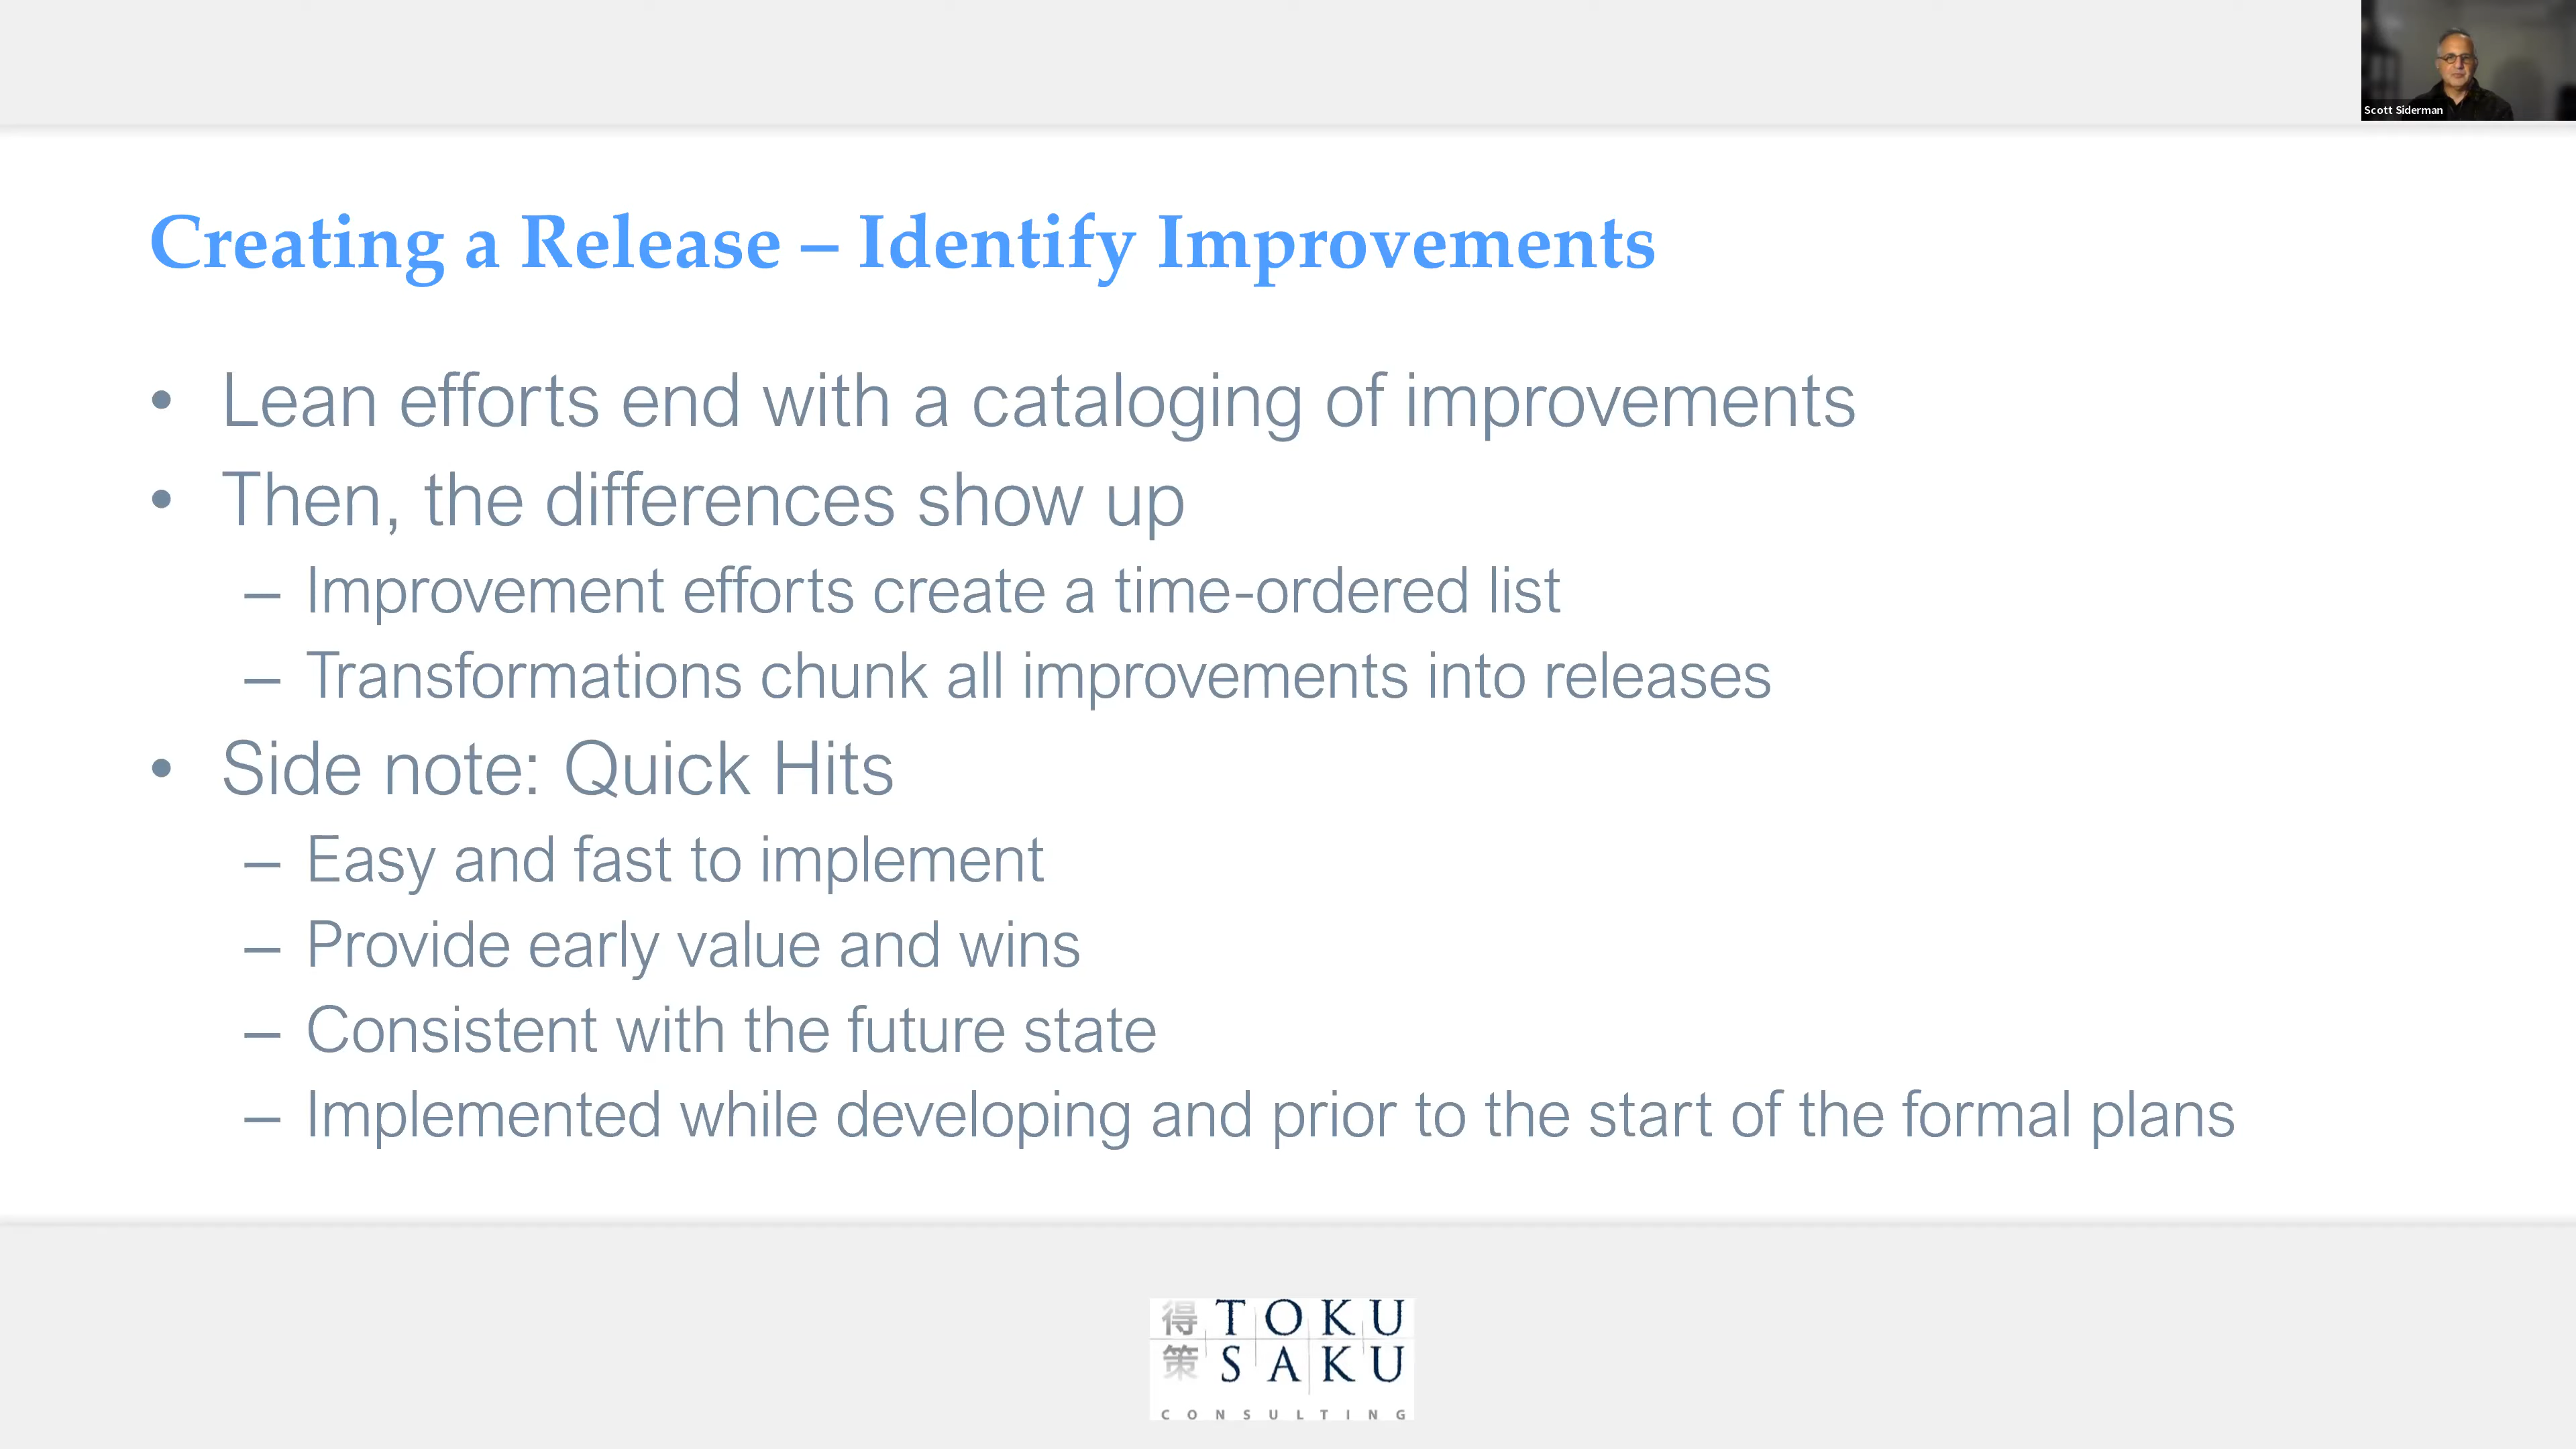 Scott Siderman
Creating a Release – Identify Improvements
• Lean efforts end with a cataloging of improvements
• Then, the differences show up
– Improvement efforts create a time-ordered list
– Transformations chunk all improvements into releases
• Side note: Quick Hits
– Easy and fast to implement
– Provide early value and wins
– Consistent with the future state
– Implemented while developing and prior to the start of the formal plans
得 TOKU
策 SAKU
CONSULTING